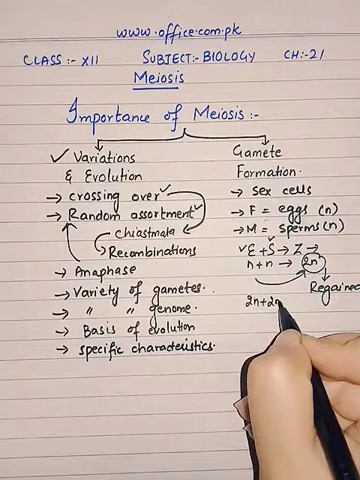 www.office.com.pk
CLASS :- XII SUBJECT:- BIOLOGY CH:- 21
Meiosis
Importance of Meiosis :-
✓ Variations
& Evolution
→ crossing over ✓
→ Random assortment ✓
Chiastmata
→ Recombinations
→ Anaphase
→ Variety of gametes.
→ " " genome.
→ Basis of evolution
→ specific characteristics.
Gamete
Formation.
→ Sex cells
→ F = eggs (n)
→ M = sperms (n)
✓E + S✓ → Z →
n + n → 2n
Regained
2n+2n